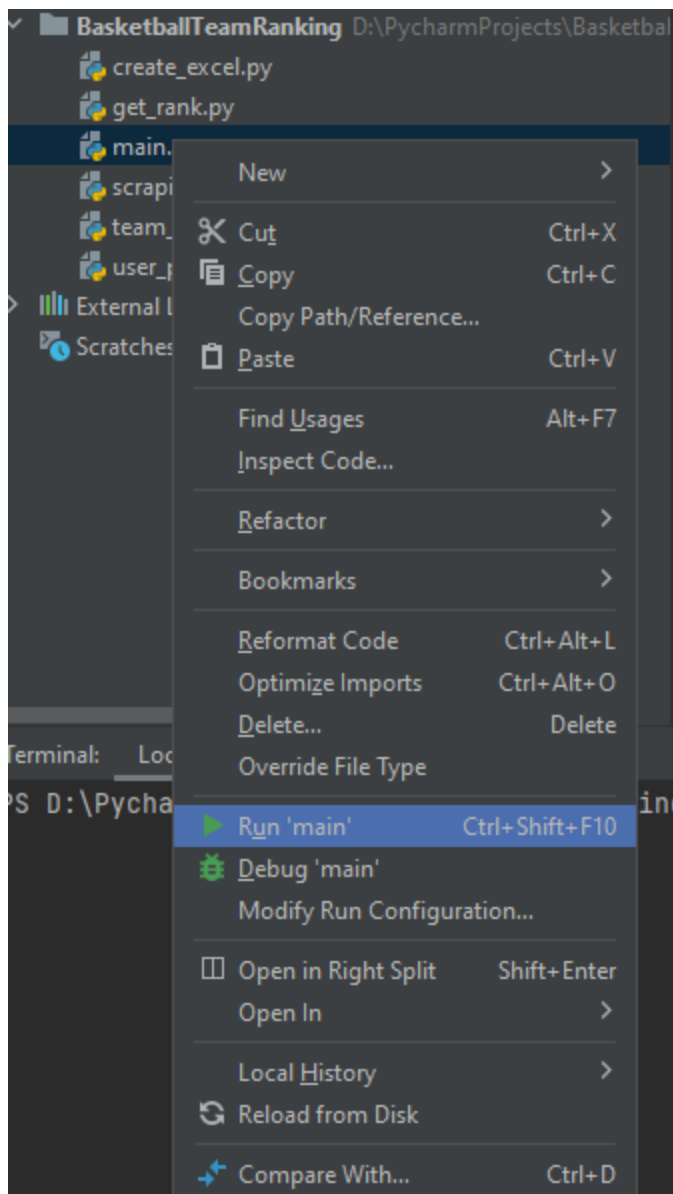 BasketballTeamRanking D:\PycharmProjects\Basketbal
create_excel.py
get_rank.py
main.
scrapi
team_
user_p
External L
Scratches
New
Cut Ctrl+X
Copy Ctrl+C
Copy Path/Reference...
Paste Ctrl+V
Find Usages Alt+F7
Inspect Code...
Refactor
Bookmarks
Reformat Code Ctrl+Alt+L
Optimize Imports Ctrl+Alt+O
Delete... Delete
Override File Type
Terminal: Loc
PS D:\Pycha
Run 'main' Ctrl+Shift+F10
Debug 'main'
Modify Run Configuration...
Open in Right Split Shift+Enter
Open In
Local History
Reload from Disk
Compare With... Ctrl+D